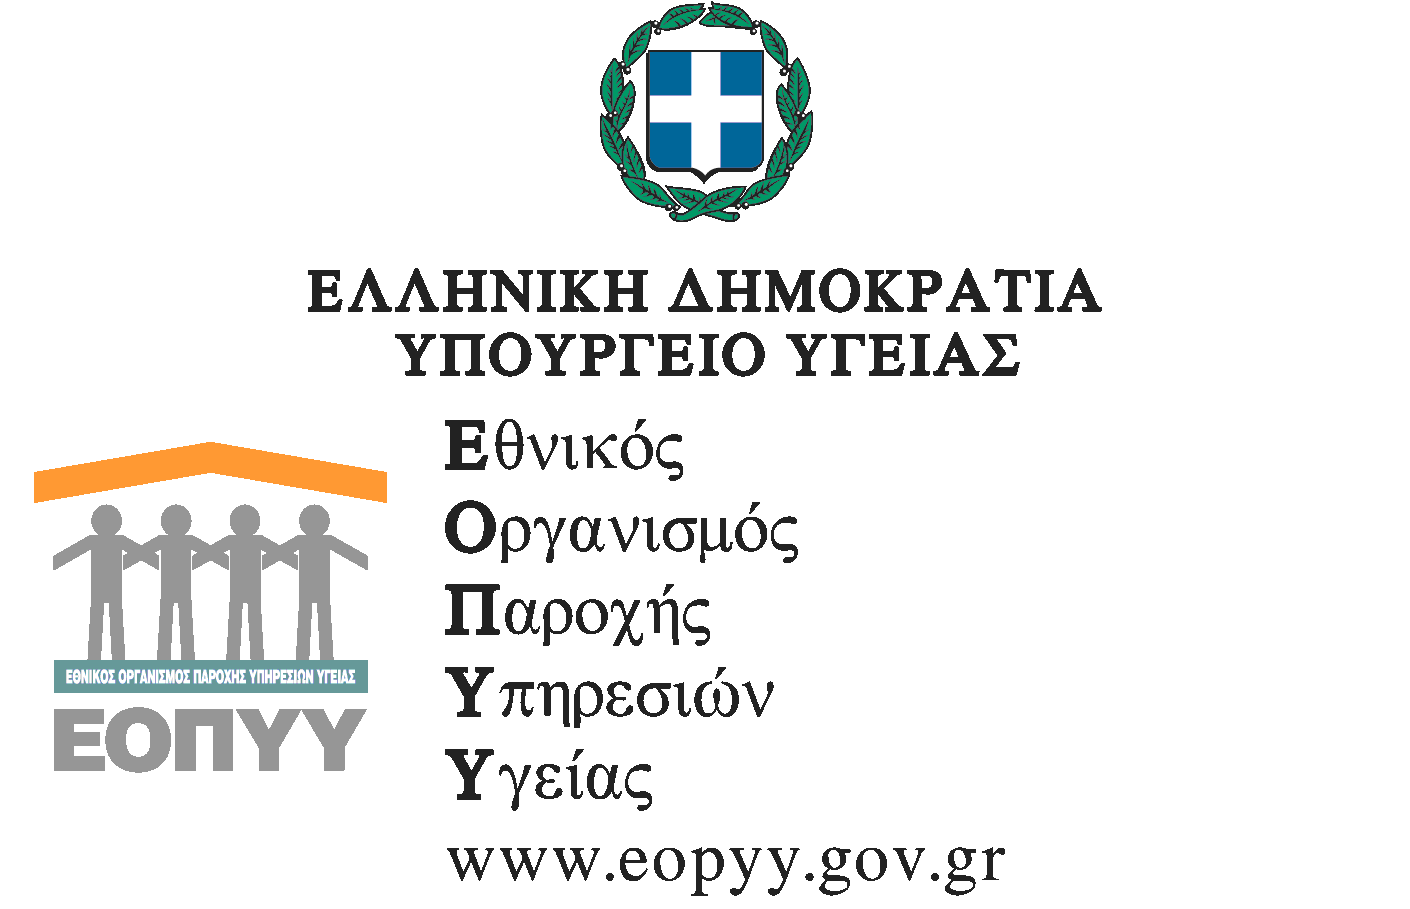 ΕΛΛΗΝΙΚΗ ΔΗΜΟΚΡΑΤΙΑ
ΥΠΟΥΡΓΕΙΟ ΥΓΕΙΑΣ
Εθνικός
Οργανισμός
Παροχής
Υπηρεσιών
Υγείας
www.eopyy.gov.gr
ΕΘΝΙΚΟΣ ΟΡΓΑΝΙΣΜΟΣ ΠΑΡΟΧΗΣ ΥΠΗΡΕΣΙΩΝ ΥΓΕΙΑΣ
ΕΟΠΥΥ